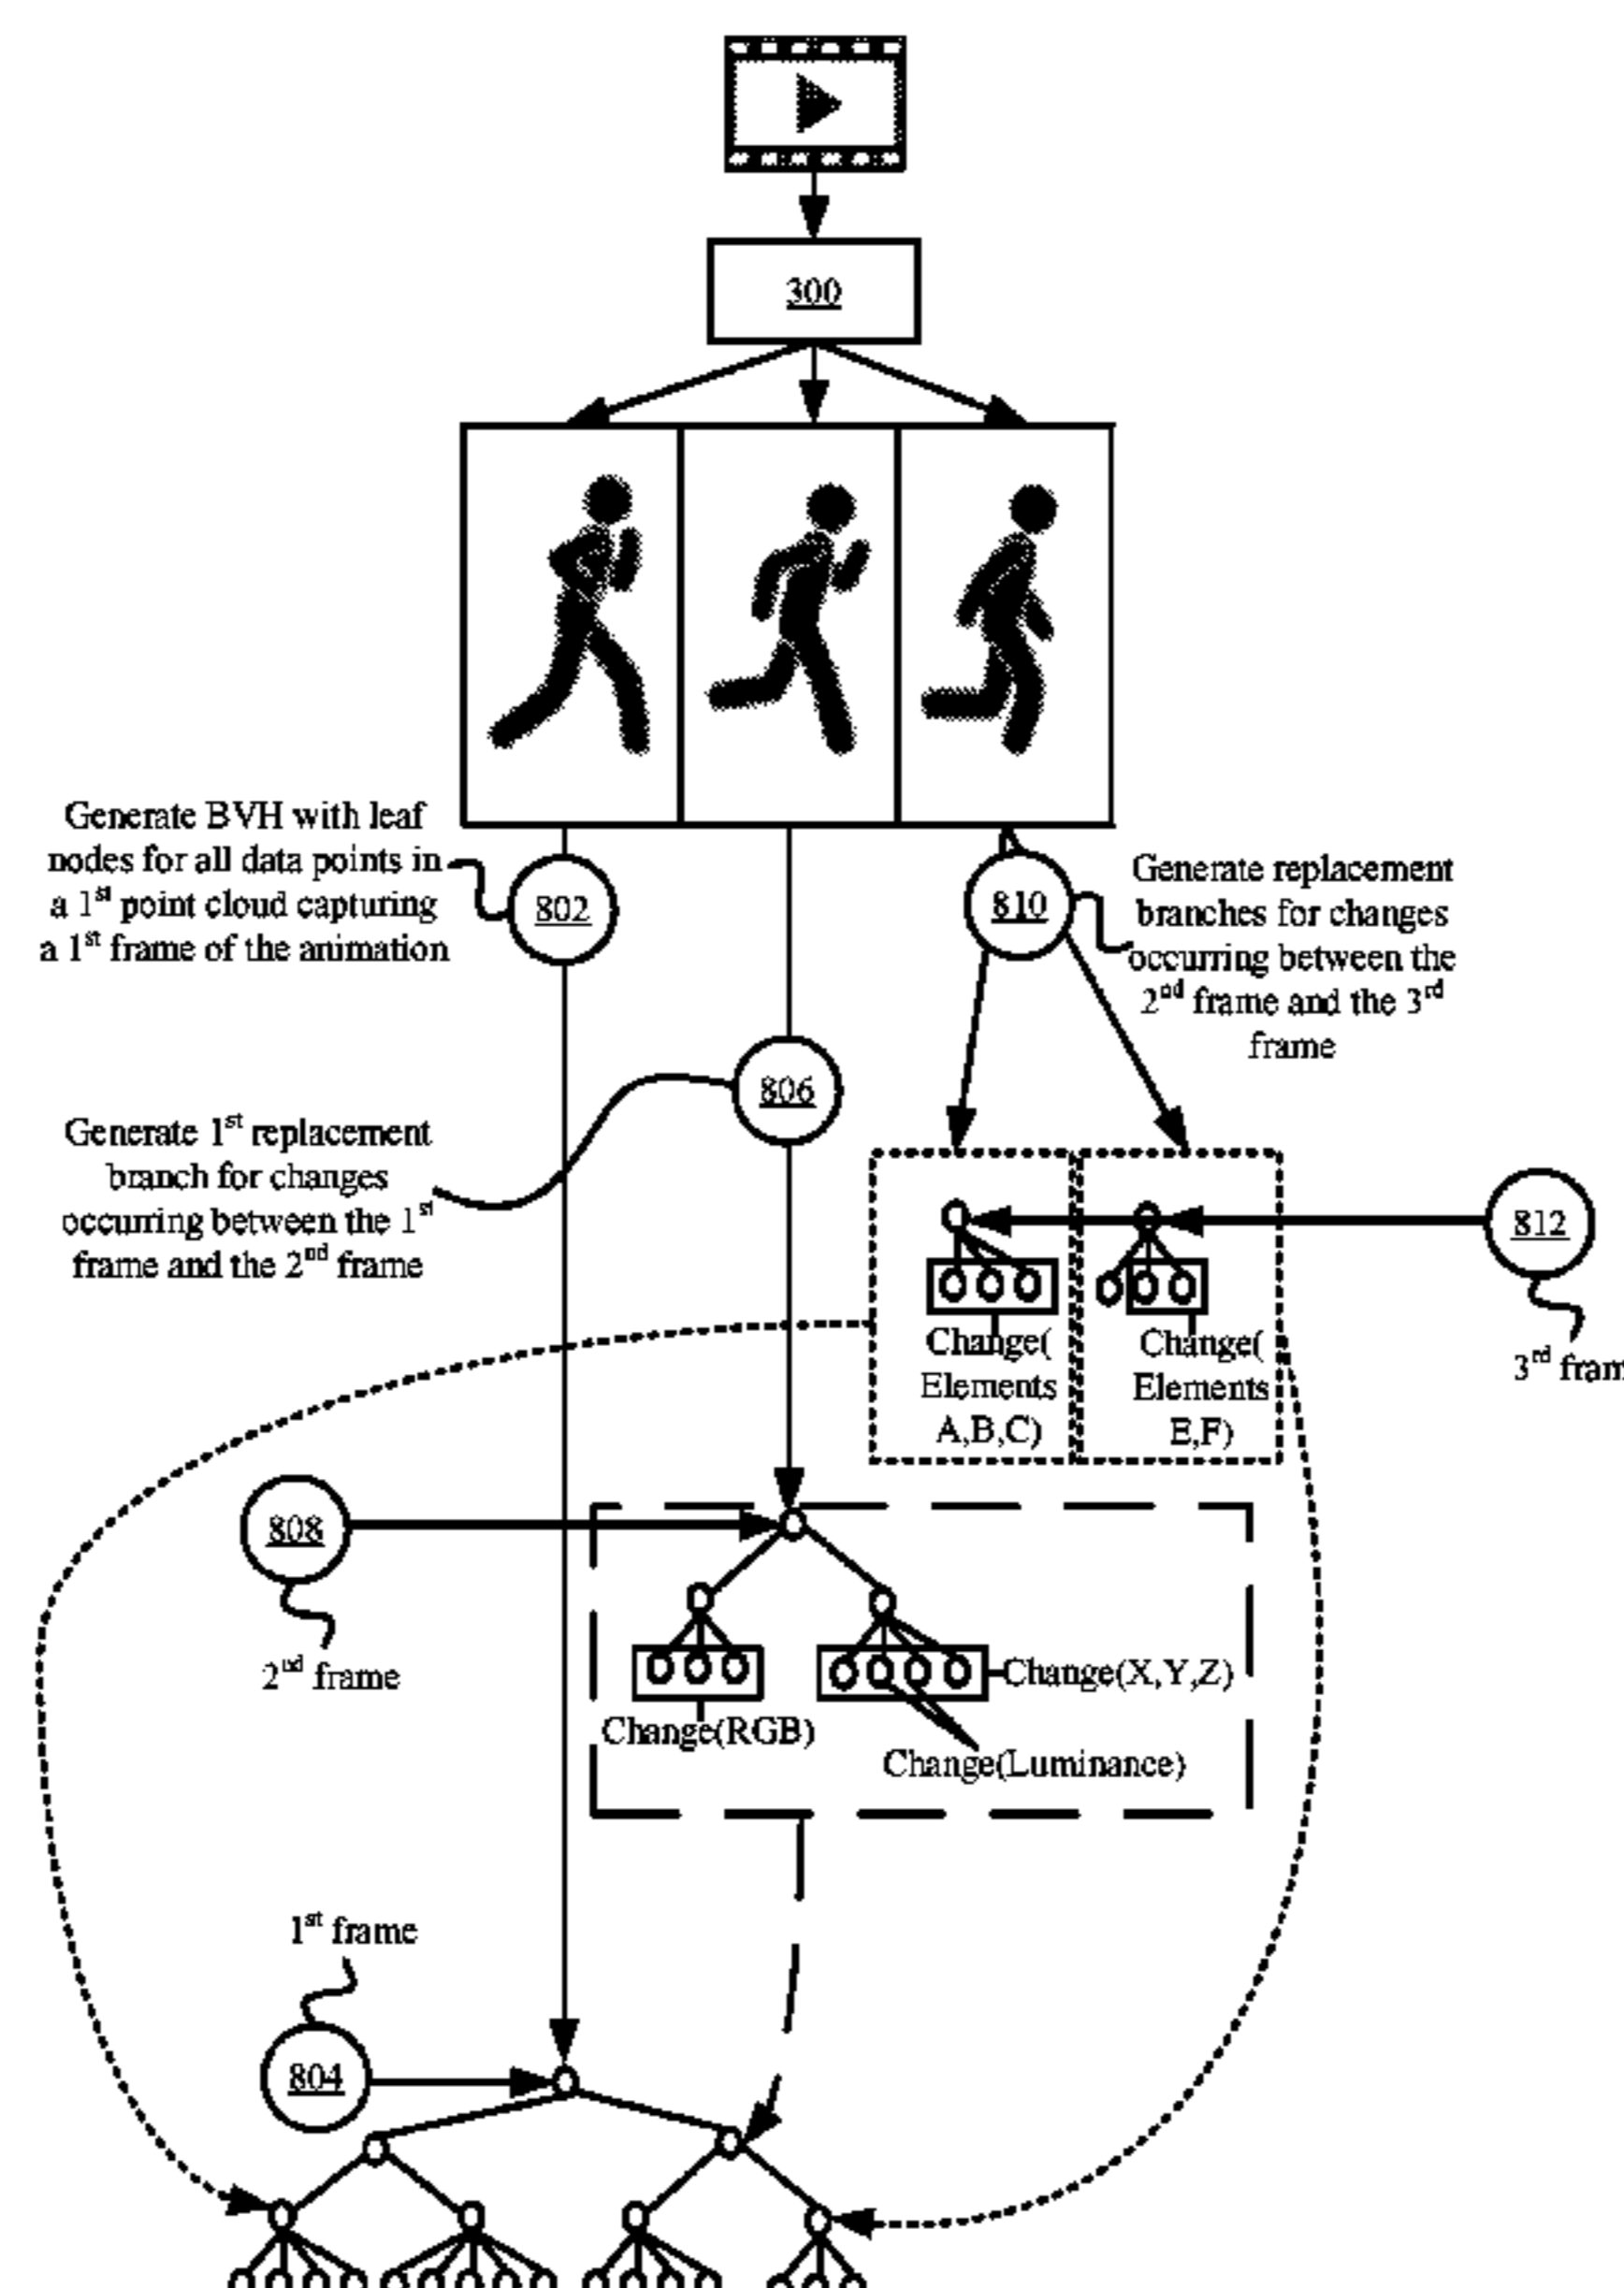 300
Generate BVH with leaf
nodes for all data points in
a 1st point cloud capturing
a 1st frame of the animation
802
810
Generate replacement
branches for changes
occurring between the
2nd frame and the 3rd
frame
806
Generate 1st replacement
branch for changes
occurring between the 1st
frame and the 2nd frame
812
3rd fram
Change(
Elements
A,B,C)
Change(
Elements
E,F)
808
2nd frame
Change(X,Y,Z)
Change(RGB)
Change(Luminance)
1st frame
804